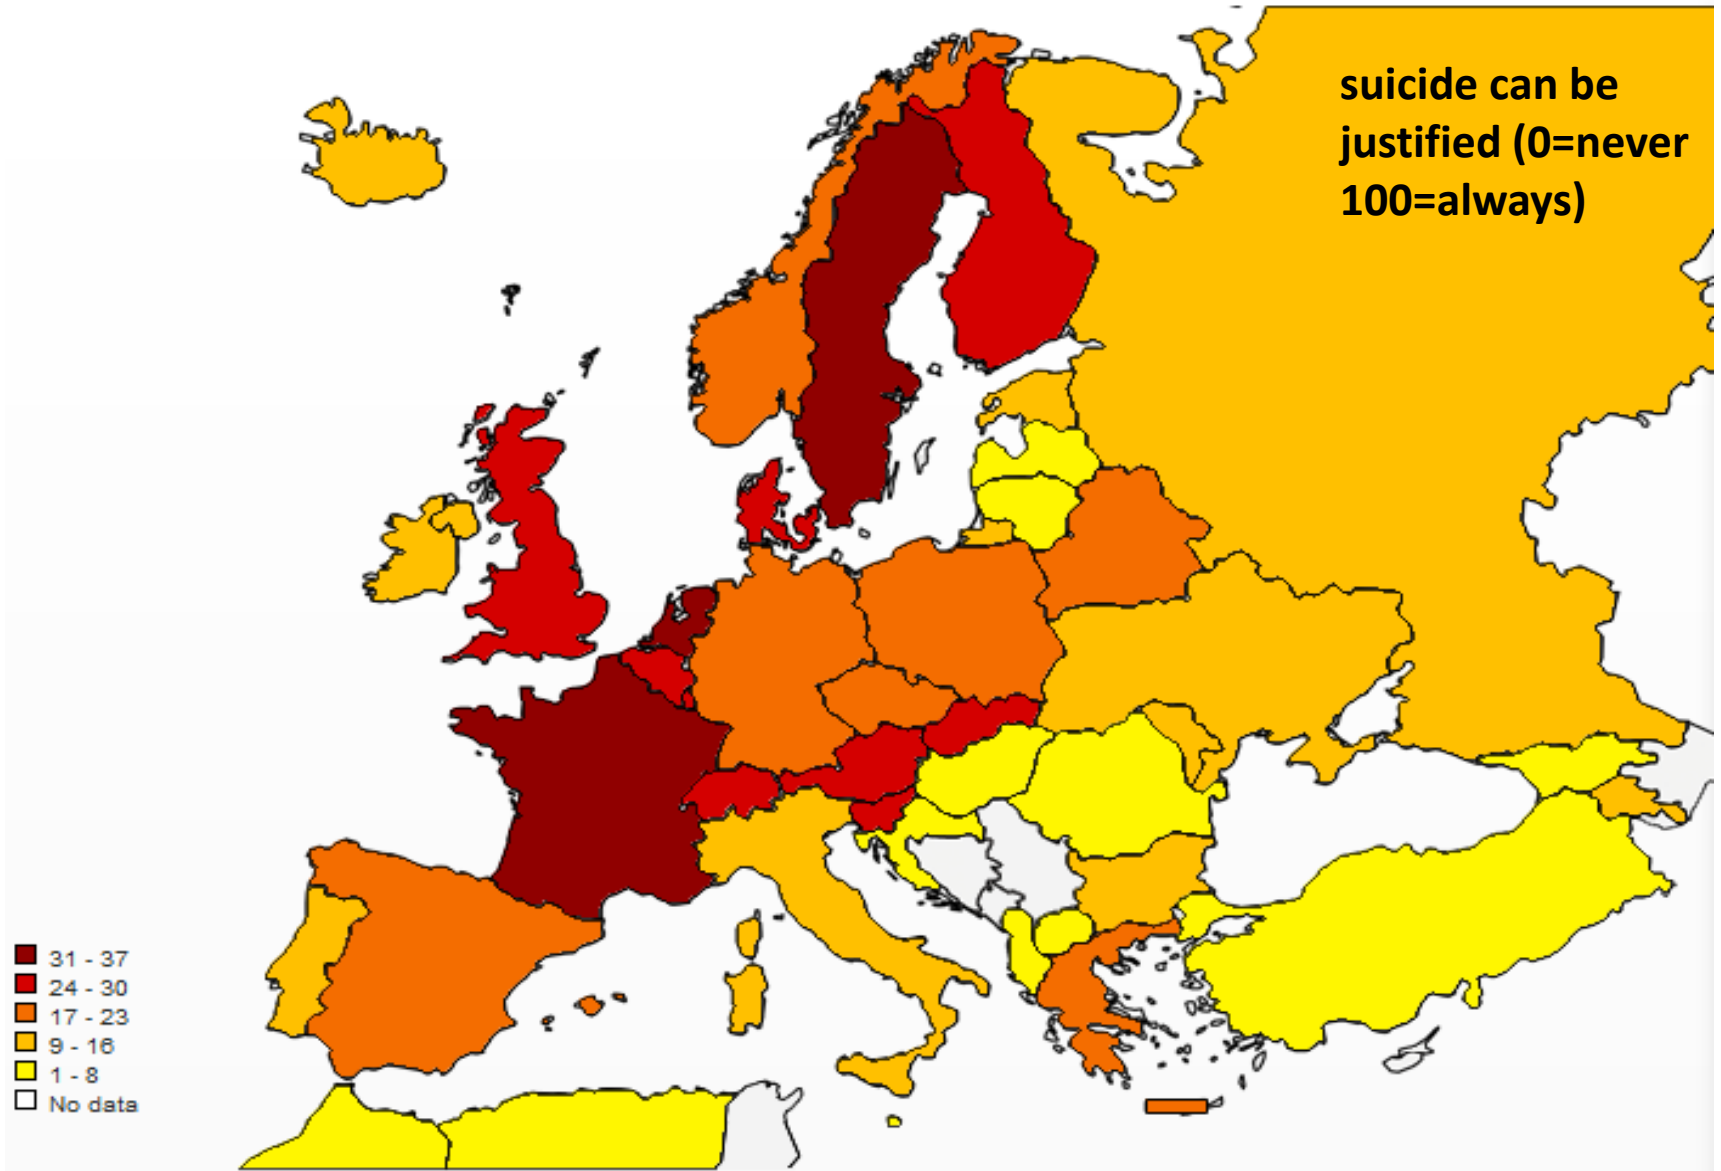 suicide can be
justified (0=never
100=always)
31 - 37
24 - 30
17 - 23
9 - 16
1 - 8
No data